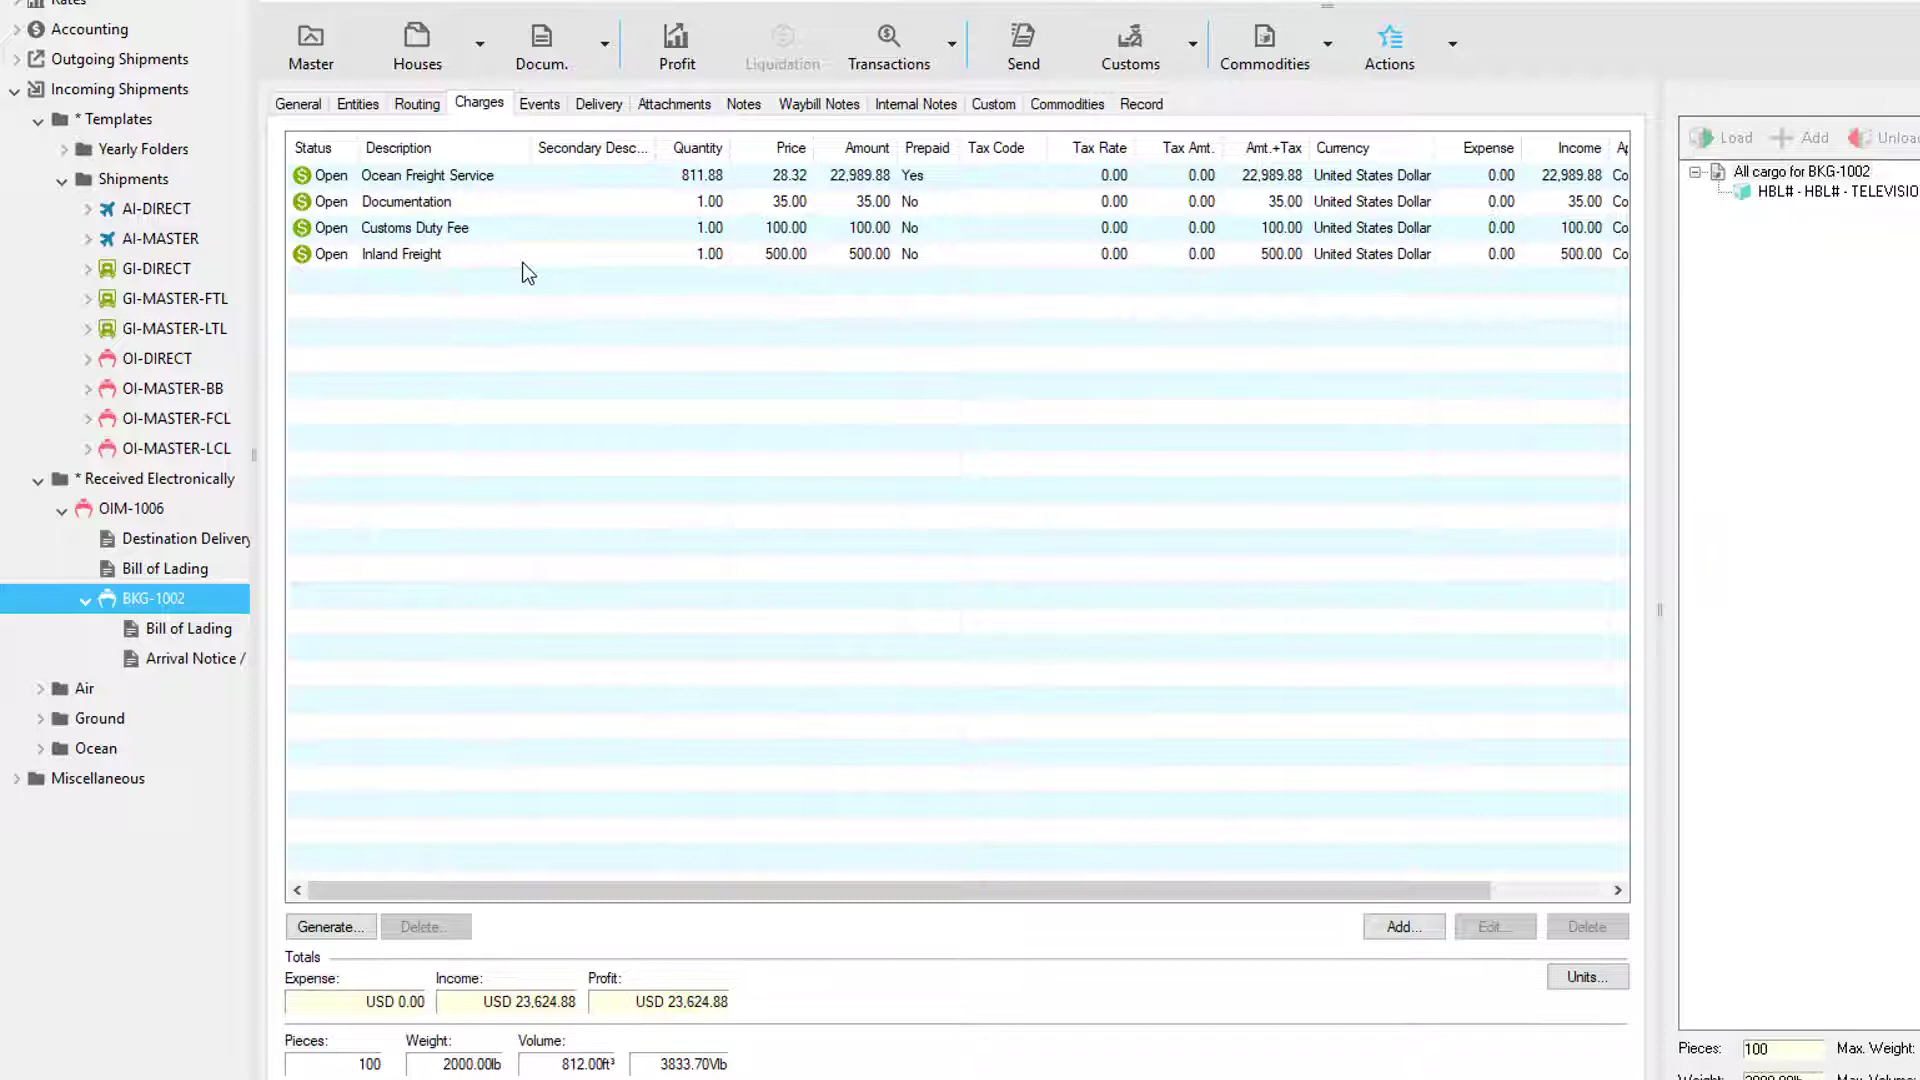 Rates
Accounting
Outgoing Shipments
Incoming Shipments
* Templates
Yearly Folders
Shipments
AI-DIRECT
AI-MASTER
GI-DIRECT
GI-MASTER-FTL
GI-MASTER-LTL
OI-DIRECT
OI-MASTER-BB
OI-MASTER-FCL
OI-MASTER-LCL
* Received Electronically
OIM-1006
Destination Delivery
Bill of Lading
BKG-1002
Bill of Lading
Arrival Notice /
Air
Ground
Ocean
Miscellaneous
Master Houses Docum. Profit Liquidation Transactions Send Customs Commodities Actions
General Entities Routing Charges Events Delivery Attachments Notes Waybill Notes Internal Notes Custom Commodities Record
Status Description Secondary Desc... Quantity Price Amount Prepaid Tax Code Tax Rate Tax Amt. Amt.+Tax Currency Expense Income
Open Ocean Freight Service 811.88 28.32 22,989.88 Yes 0.00 0.00 22,989.88 United States Dollar 0.00 22,989.88 Co
Open Documentation 1.00 35.00 35.00 No 0.00 0.00 35.00 United States Dollar 0.00 35.00 Co
Open Customs Duty Fee 1.00 100.00 100.00 No 0.00 0.00 100.00 United States Dollar 0.00 100.00 Co
Open Inland Freight 1.00 500.00 500.00 No 0.00 0.00 500.00 United States Dollar 0.00 500.00 Co
Generate... Delete... Add... Edit... Delete
Totals
Expense: Income: Profit: Units...
USD 0.00 USD 23,624.88 USD 23,624.88
Pieces: Weight: Volume:
100 2000.00lb 812.00ft³ 3833.70Vlb
Load Add Unloa
All cargo for BKG-1002
HBL# - HBL# - TELEVISIO
Pieces: 100 Max. Weight: